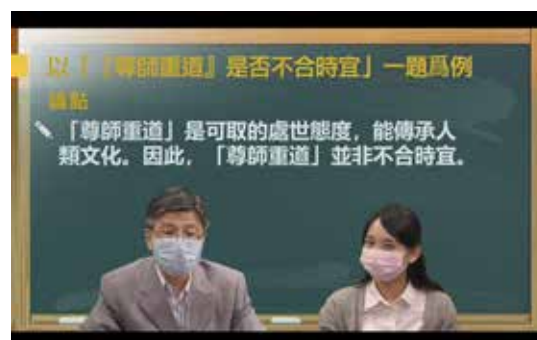 以「『尊師重道』是否不合時宜」一題爲例
論點
「尊師重道」是可取的處世態度，能傳承人
類文化。因此，「尊師重道」並非不合時宜。